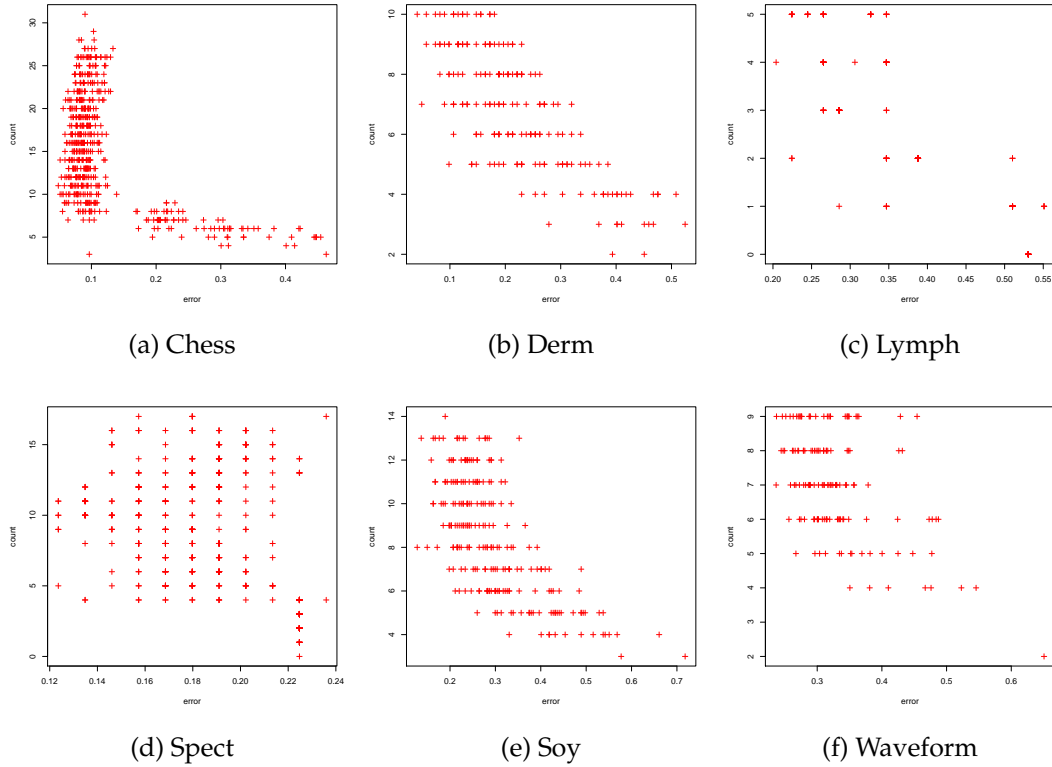 30
25
20
15
10
5
count
0.1 0.2 0.3 0.4
error
(a) Chess
10
8
6
4
2
count
0.1 0.2 0.3 0.4 0.5
error
(b) Derm
5
4
3
2
1
0
count
0.20 0.25 0.30 0.35 0.40 0.45 0.50 0.55
error
(c) Lymph
15
10
5
0
count
0.12 0.14 0.16 0.18 0.20 0.22 0.24
error
(d) Spect
14
12
10
8
6
4
count
0.2 0.3 0.4 0.5 0.6 0.7
error
(e) Soy
9
8
7
6
5
4
3
2
count
0.3 0.4 0.5 0.6
error
(f) Waveform